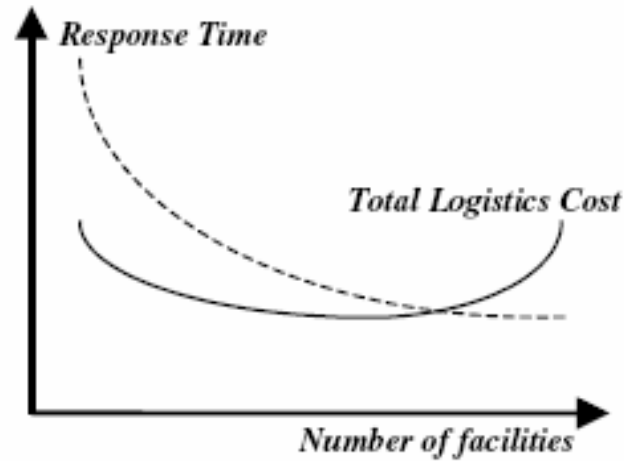 Response Time
Total Logistics Cost
Number of facilities